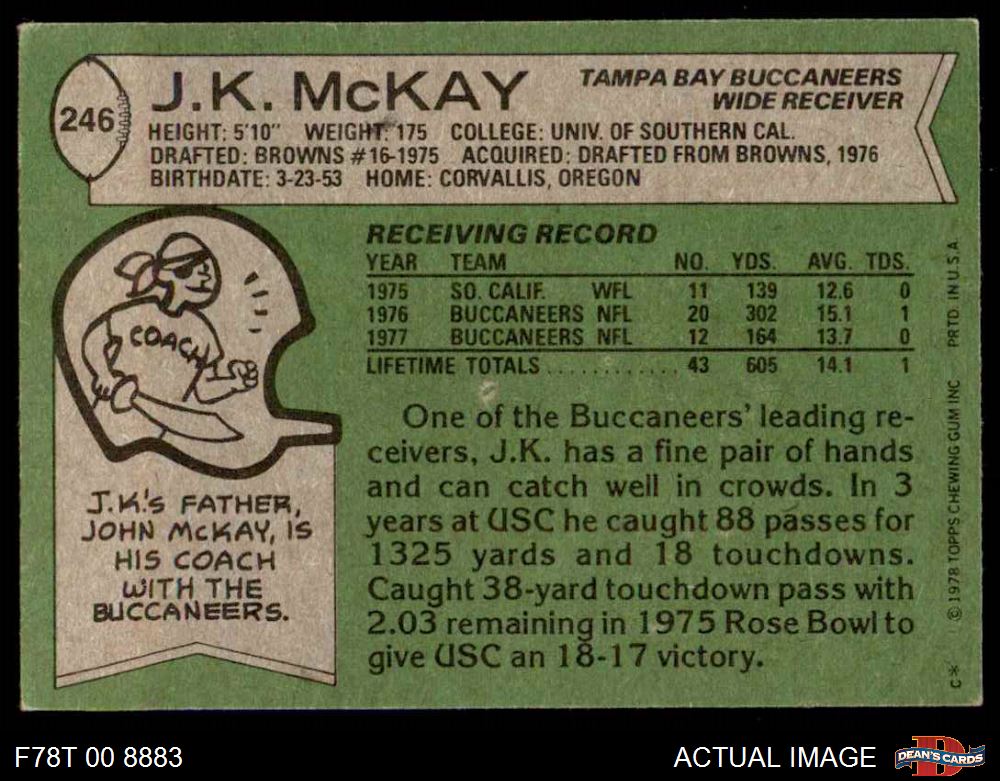 246
J.K. McKAY
TAMPA BAY BUCCANEERS
WIDE RECEIVER
HEIGHT: 5'10" WEIGHT: 175 COLLEGE: UNIV. OF SOUTHERN CAL.
DRAFTED: BROWNS #16-1975 ACQUIRED: DRAFTED FROM BROWNS, 1976
BIRTHDATE: 3-23-53 HOME: CORVALLIS, OREGON
COACH
J.K.'S FATHER,
JOHN McKAY, IS
HIS COACH
WITH THE
BUCCANEERS.
RECEIVING RECORD
YEAR TEAM NO. YDS. AVG. TDS.
1975 SO. CALIF. WFL 11 139 12.6 0
1976 BUCCANEERS NFL 20 302 15.1 1
1977 BUCCANEERS NFL 12 164 13.7 0
LIFETIME TOTALS............ 43 605 14.1 1
One of the Buccaneers' leading re-
ceivers, J.K. has a fine pair of hands
and can catch well in crowds. In 3
years at USC he caught 88 passes for
1325 yards and 18 touchdowns.
Caught 38-yard touchdown pass with
2.03 remaining in 1975 Rose Bowl to
give USC an 18-17 victory.
C* © 1978 TOPPS CHEWING GUM INC PRTD. IN U.S.A.
F78T 00 8883
ACTUAL IMAGE
D
DEAN'S CARDS